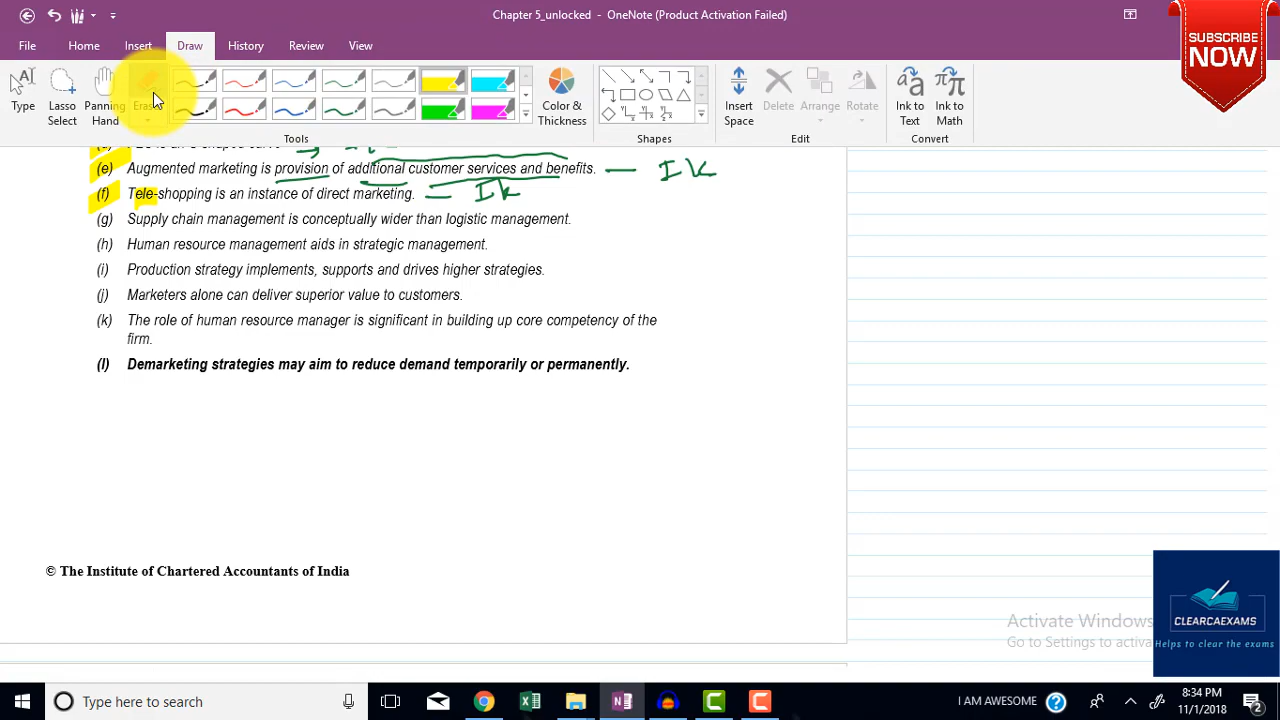 Chapter 5_unlocked - OneNote (Product Activation Failed)
SUBSCRIBE
NOW
File Home Insert Draw History Review View
Type
Lasso
Select
Panning
Hand
Eraser
Color &
Thickness
Insert
Space
Delete
Arrange
Rotate
Ink to
Text
Ink to
Math
Tools
Shapes
Edit
Convert
(e) Augmented marketing is provision of additional customer services and benefits. — IK
(f) Tele-shopping is an instance of direct marketing. = IK
(g) Supply chain management is conceptually wider than logistic management.
(h) Human resource management aids in strategic management.
(i) Production strategy implements, supports and drives higher strategies.
(j) Marketers alone can deliver superior value to customers.
(k) The role of human resource manager is significant in building up core competency of the
firm.
(l) Demarketing strategies may aim to reduce demand temporarily or permanently.
© The Institute of Chartered Accountants of India
Activate Windows
Go to Settings to activa
CLEARCAEXAMS
Helps to clear the exams
Type here to search
I AM AWESOME
8:34 PM
11/1/2018
2